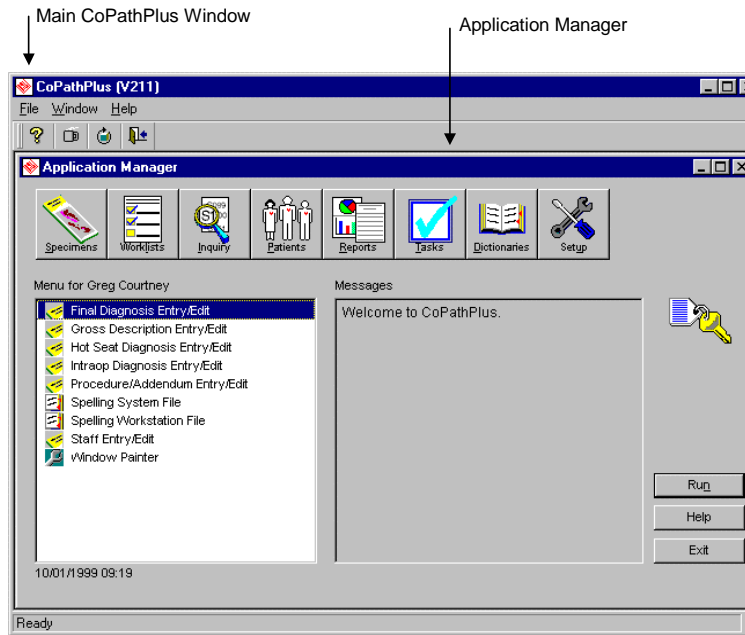 Main CoPathPlus Window
Application Manager
CoPathPlus (V211)
File Window Help
Application Manager
Specimens Worklists Inquiry Patients Reports Tasks Dictionaries Setup
Menu for Greg Courtney
Messages
Final Diagnosis Entry/Edit
Gross Description Entry/Edit
Hot Seat Diagnosis Entry/Edit
Intraop Diagnosis Entry/Edit
Procedure/Addendum Entry/Edit
Spelling System File
Spelling Workstation File
Staff Entry/Edit
Window Painter
Welcome to CoPathPlus.
Run
Help
Exit
10/01/1999 09:19
Ready